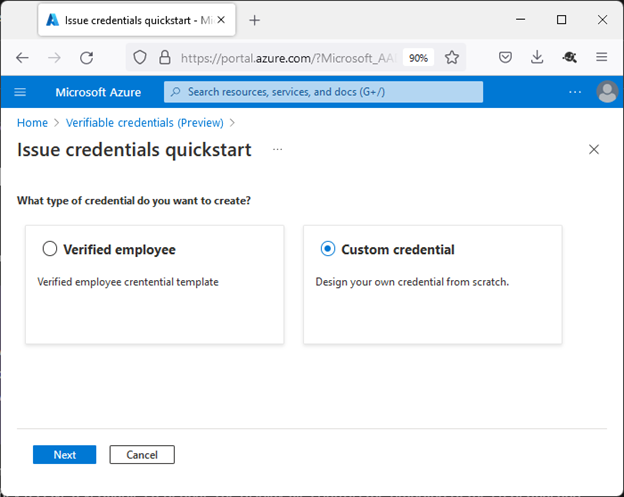 Issue credentials quickstart - Mi
https://portal.azure.com/?Microsoft_AA
90%
Microsoft Azure
Search resources, services, and docs (G+/)
Home > Verifiable credentials (Preview) >
Issue credentials quickstart ...
What type of credential do you want to create?
Verified employee
Custom credential
Verified employee crentential template
Design your own credential from scratch.
Next
Cancel